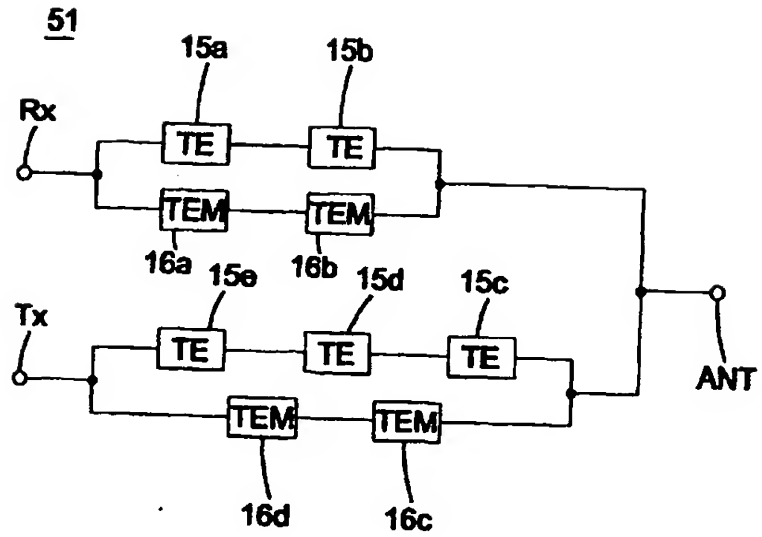 51
15a 15b
Rx
TE TE
TEM TEM
16a 16b
15e 15d 15c
Tx
TE TE TE
ANT
TEM TEM
16d 16c